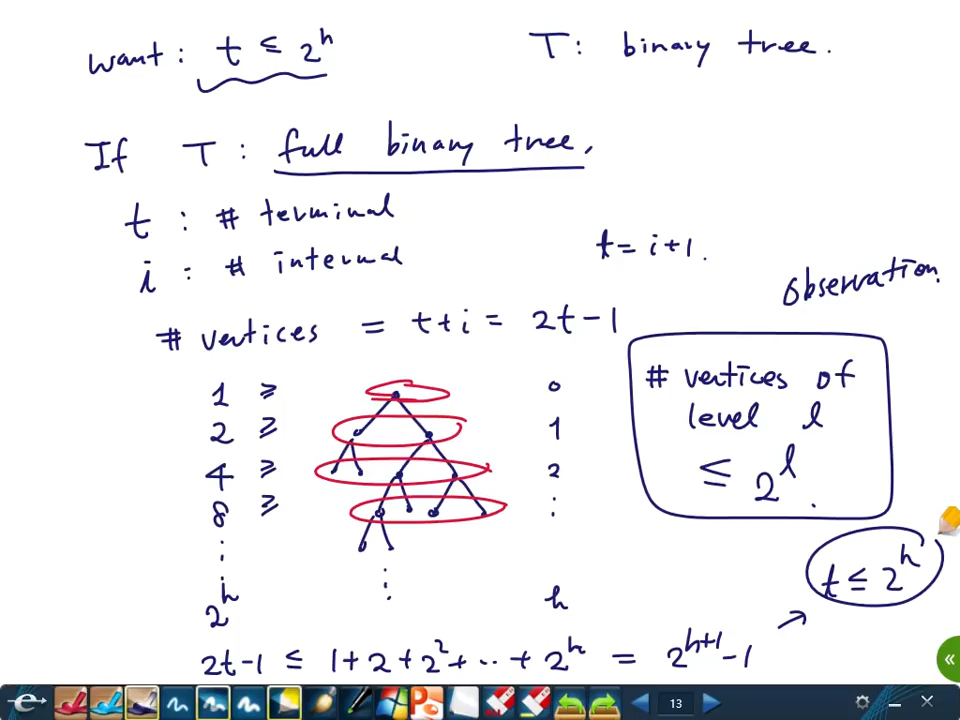 want: t ≤ 2^h
T: binary tree.
If T: full binary tree,
t : # terminal
i : # internal
t = i+1.
Observation.
# vertices = t+i = 2t-1
# vertices of
level l
≤ 2^l.
1 ≥ 0
2 ≥ 1
4 ≥ 2
8 ≥ ⋮
⋮
2^h ⋮ h
t ≤ 2^h
2t-1 ≤ 1+2+2^2+...+2^h = 2^{h+1}-1
13